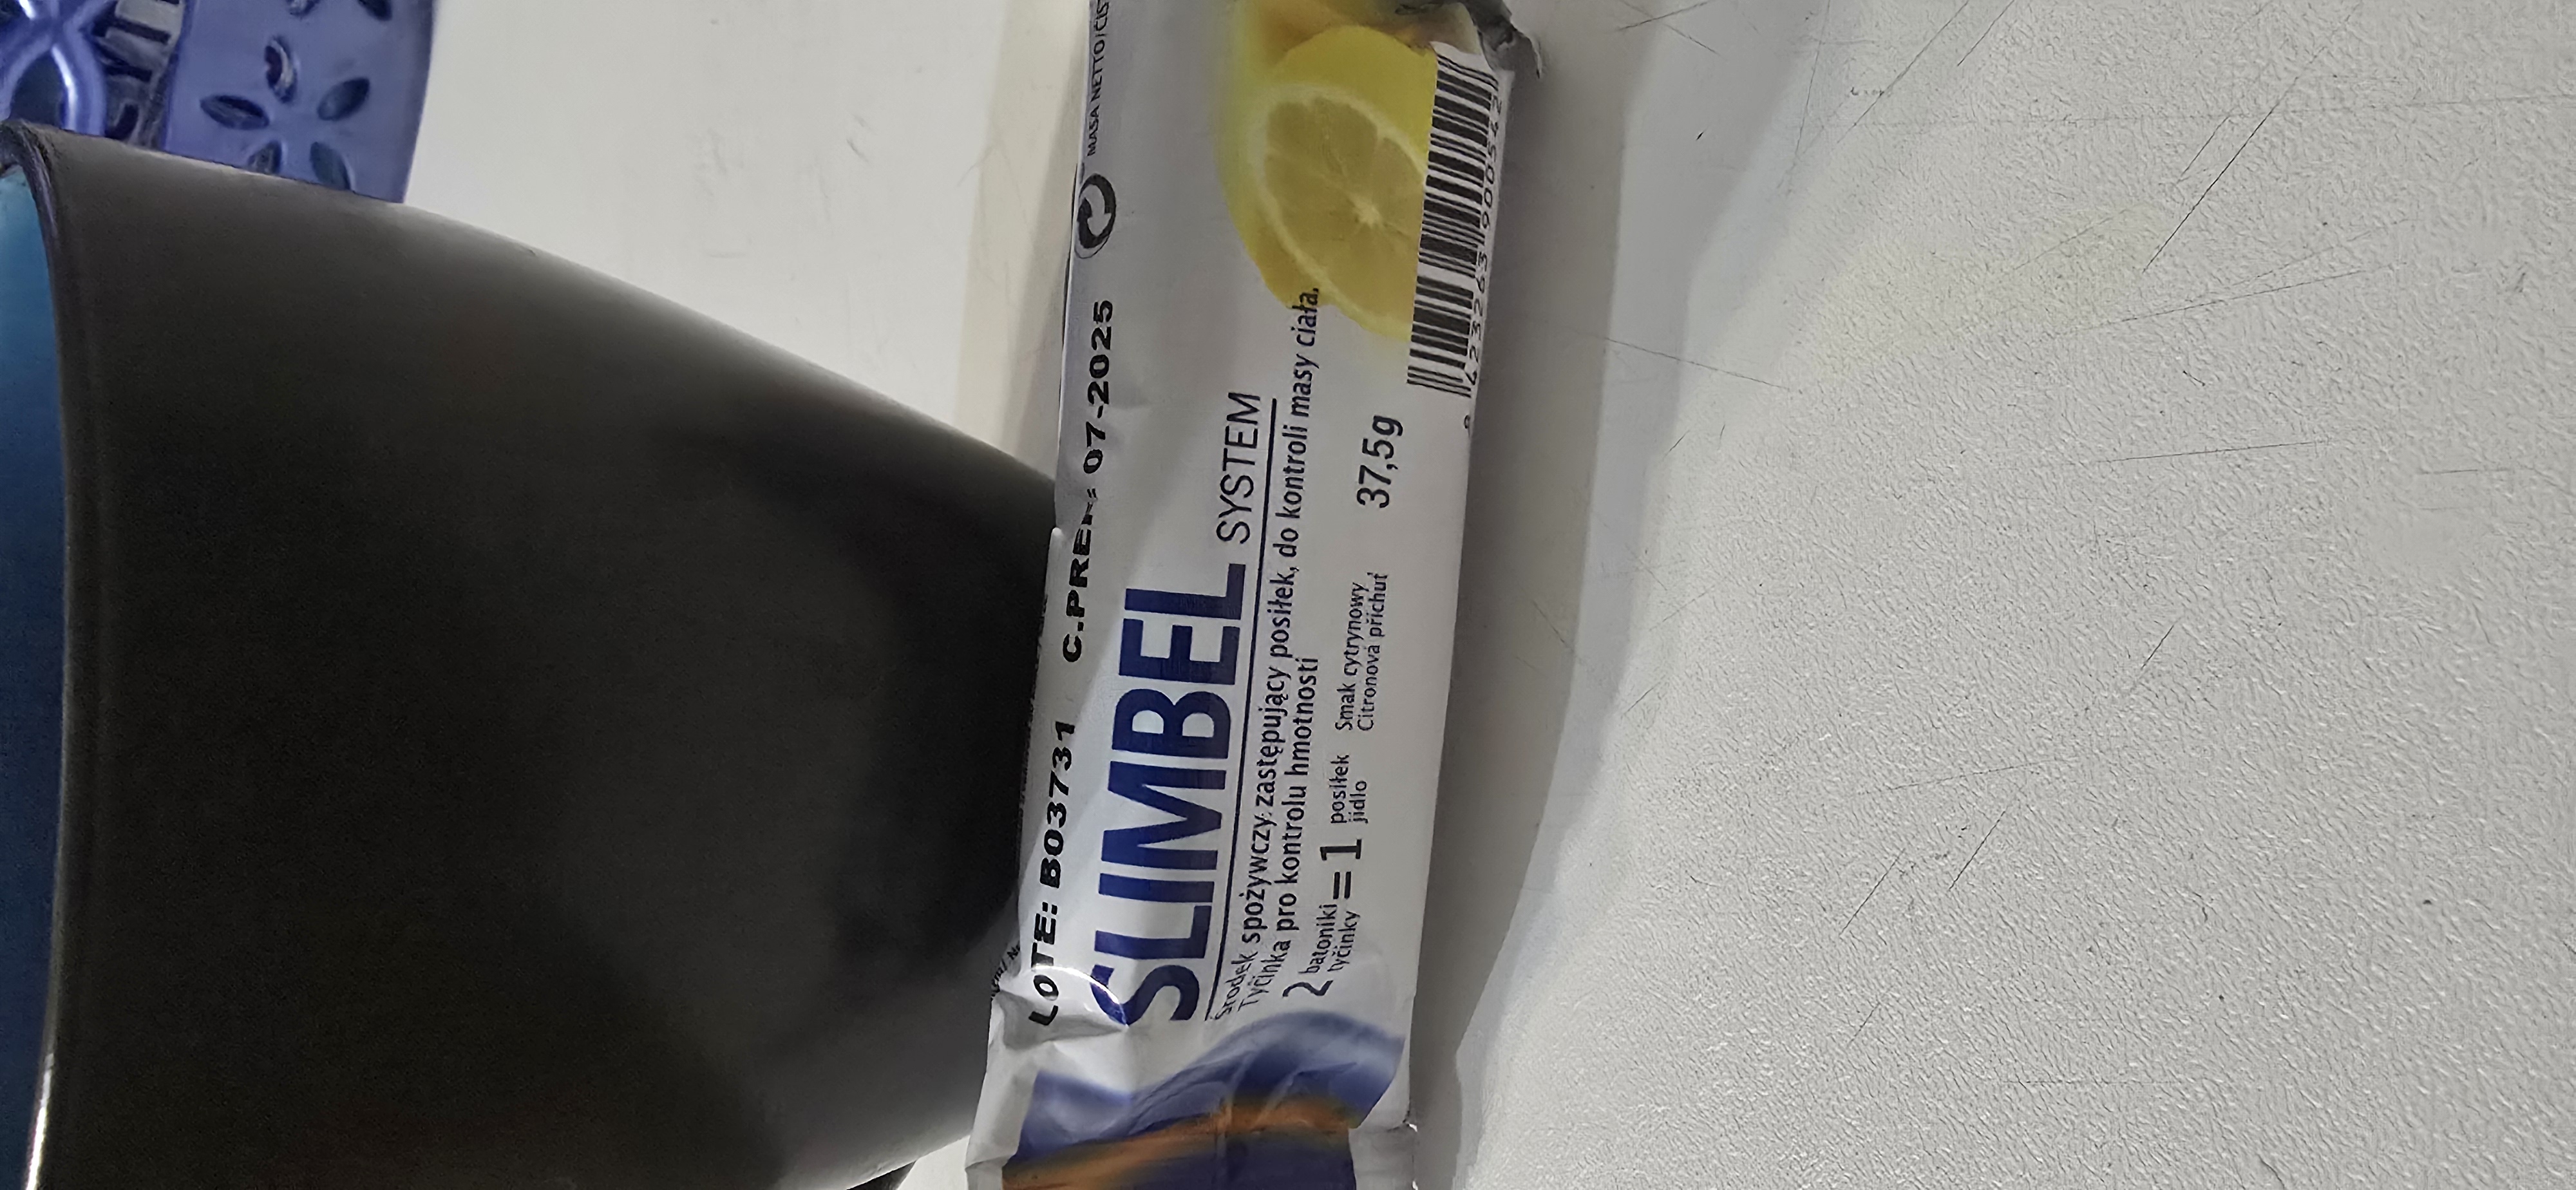 MASA NETTO/ČIS
LOTE: B03731 C.PREF: 07-2025
SLIMBEL SYSTEM
Środek spożywczy zastępujący posiłek, do kontroli masy ciała.
Tyčinka pro kontrolu hmotnosti
2 batoniki tyčinky = 1 posiłek jídlo
Smak cytrynowy
Citronová příchuť
37,5g